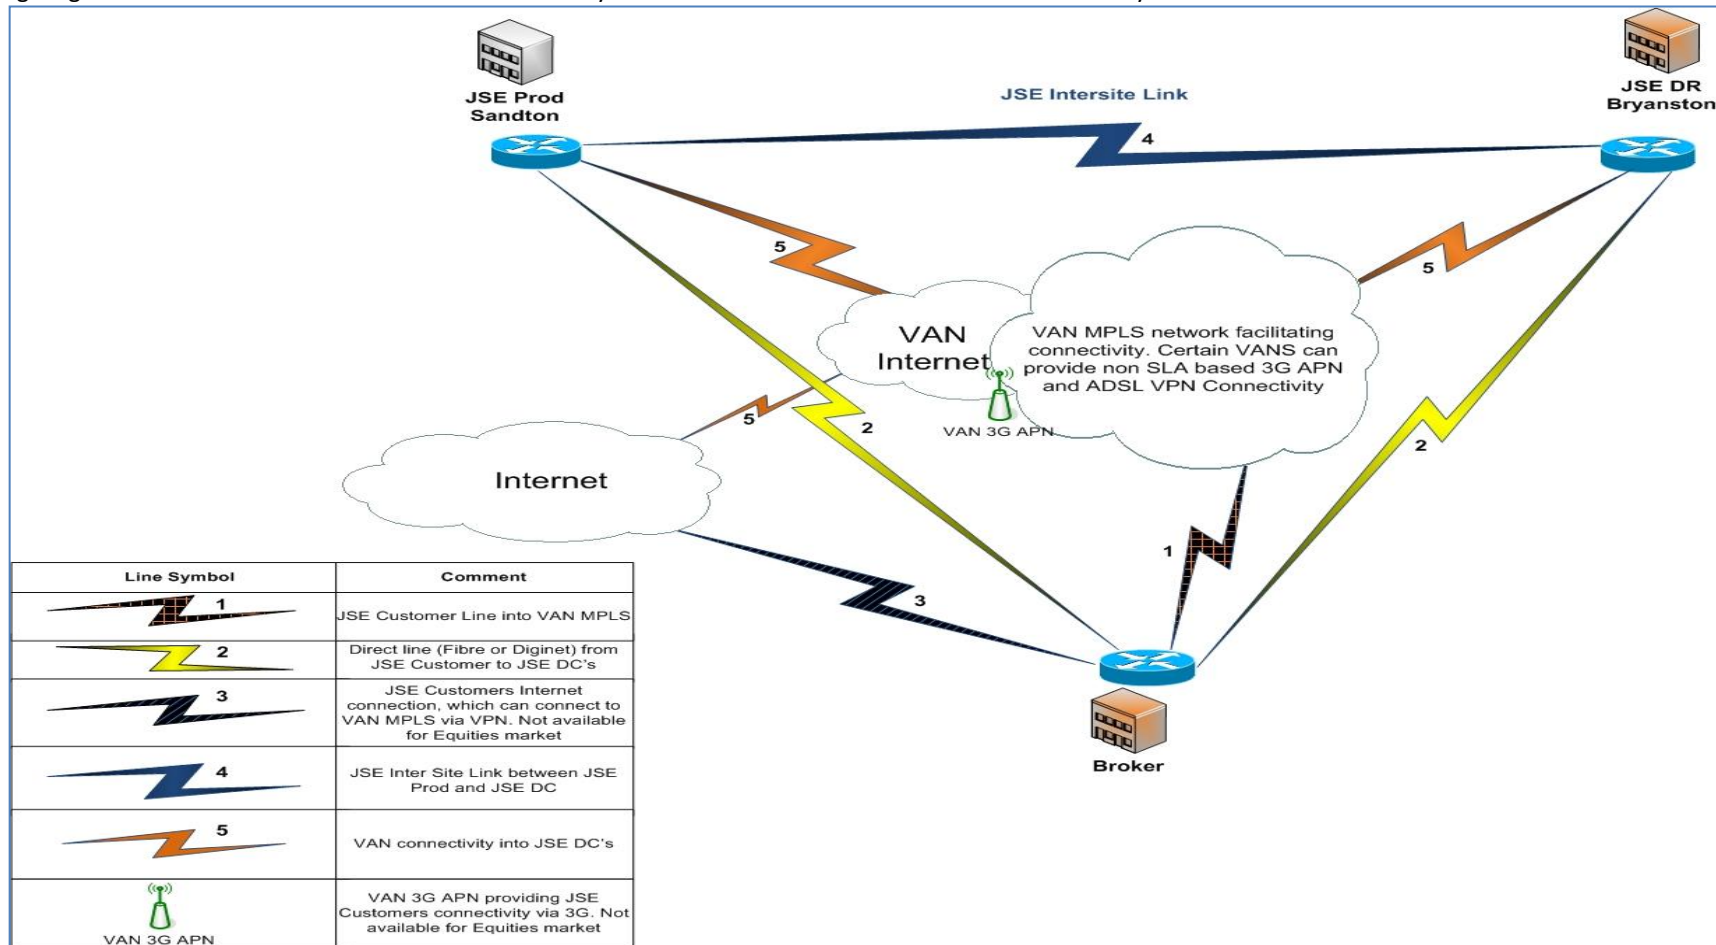 JSE Prod
Sandton
JSE Intersite Link
JSE DR
Bryanston
4
5
5
VAN
Internet
VAN MPLS network facilitating
connectivity. Certain VANS can
provide non SLA based 3G APN
and ADSL VPN Connectivity
VAN 3G APN
5
2
2
Internet
1
3
Broker
Line Symbol
Comment
1
JSE Customer Line into VAN MPLS
2
Direct line (Fibre or Diginet) from
JSE Customer to JSE DC's
3
JSE Customers Internet
connection, which can connect to
VAN MPLS via VPN. Not available
for Equities market
4
JSE Inter Site Link between JSE
Prod and JSE DC
5
VAN connectivity into JSE DC's
VAN 3G APN
VAN 3G APN providing JSE
Customers connectivity via 3G. Not
available for Equities market